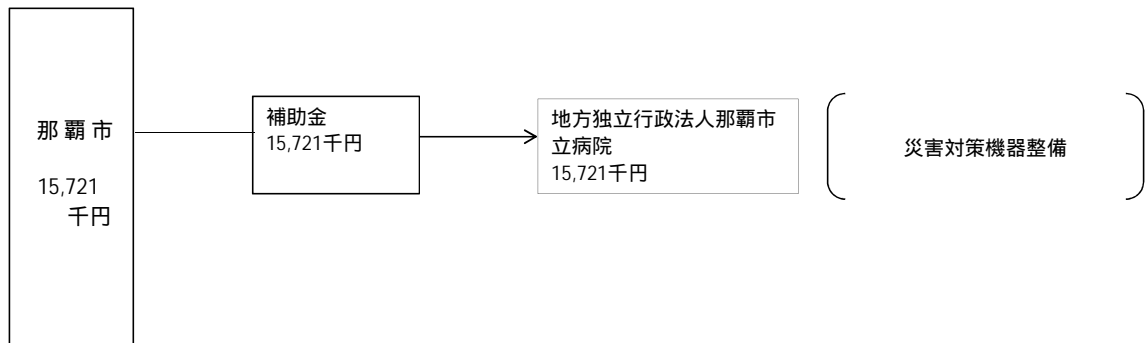 那覇市
15,721
千円
補助金
15,721千円
地方独立行政法人那覇市
立病院
15,721千円
災害対策機器整備